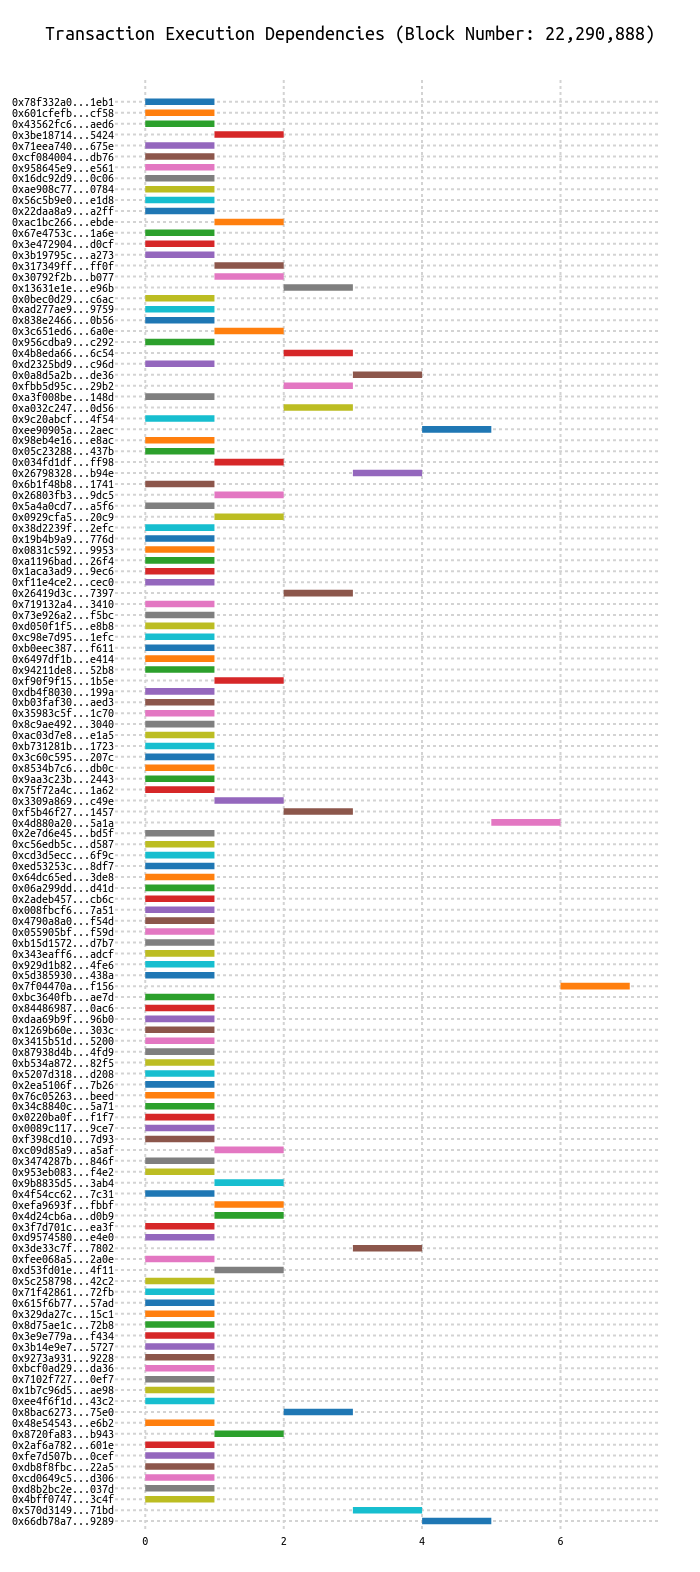 Transaction Execution Dependencies (Block Number: 22,290,888)
0x78f332a0...1eb1
0x601cfefb...cf58
0x43562fc6...aed6
0x3be18714...5424
0x71eea740...675e
0xcf084004...db76
0x958645e9...e561
0x16dc92d9...0c06
0xae908c77...0784
0x56c5b9e0...e1d8
0x22daa8a9...a2ff
0xac1bc266...ebde
0x67e4753c...1a6e
0x3e472904...d0cf
0x3b19795c...a273
0x317349ff...ff0f
0x30792f2b...b077
0x13631e1e...e96b
0x0bec0d29...c6ac
0xad277ae9...9759
0x838e2466...0b56
0x3c651ed6...6a0e
0x956cdba9...c292
0x4b8eda66...6c54
0xd2325bd9...c96d
0x0a8d5a2b...de36
0xfbb5d95c...29b2
0xa3f008be...148d
0xa032c247...0d56
0x9c20abcf...4f54
0xee90905a...2aec
0x98eb4e16...e8ac
0x05c23288...437b
0x034fd1df...ff98
0x26798328...b94e
0x6b1f48b8...1741
0x26803fb3...9dc5
0x5a4a0cd7...a5f6
0x0929cfa5...20c9
0x38d2239f...2efc
0x19b4b9a9...776d
0x0831c592...9953
0xa1196bad...26f4
0x1aca3ad9...9ec6
0xf11e4ce2...cec0
0x26419d3c...7397
0x719132a4...3410
0x73e926a2...f5bc
0xd050f1f5...e8b8
0xc98e7d95...1efc
0xb0eec387...f611
0x6497df1b...e414
0x94211de8...52b8
0xf90f9f15...1b5e
0xdb4f8030...199a
0xb03faf30...aed3
0x35983c5f...1c70
0x8c9ae492...3040
0xac03d7e8...e1a5
0xb731281b...1723
0x3c60c595...207c
0x8534b7c6...db0c
0x9aa3c23b...2443
0x75f72a4c...1a62
0x3309a869...c49e
0xf5b46f27...1457
0x4d880a20...5a1a
0x2e7d6e45...bd5f
0xc56edb5c...d587
0xcd3d5ecc...6f9c
0xed53253c...8df7
0x64dc65ed...3de8
0x06a299dd...d41d
0x2adeb457...cb6c
0x008fbcf6...7a51
0x4790a8a0...f54d
0x055905bf...f59d
0xb15d1572...d7b7
0x343eaff6...adcf
0x929d1b82...4fe6
0x5d385930...438a
0x7f04470a...f156
0xbc3640fb...ae7d
0x84486987...0ac6
0xdaa69b9f...96b0
0x1269b60e...303c
0x3415b51d...5200
0x87938d4b...4fd9
0xb534a872...82f5
0x5207d318...d208
0x2ea5106f...7b26
0x76c05263...beed
0x34c8840c...5a71
0x0220ba0f...f1f7
0x0089c117...9ce7
0xf398cd10...7d93
0xc09d85a9...a5af
0x3474287b...846f
0x953eb083...f4e2
0x9b8835d5...3ab4
0x4f54cc62...7c31
0xefa9693f...fbbf
0x4d24cb6a...d0b9
0x3f7d701c...ea3f
0xd9574580...e4e0
0x3de33c7f...7802
0xfee068a5...2a0e
0xd53fd01e...4f11
0x5c258798...42c2
0x71f42861...72fb
0x615f6b77...57ad
0x329da27c...15c1
0x8d75ae1c...72b8
0x3e9e779a...f434
0x3b14e9e7...5727
0x9273a931...9228
0xbcf0ad29...da36
0x7102f727...0ef7
0x1b7c96d5...ae98
0xee4f6f1d...43c2
0x8bac6273...75e0
0x48e54543...e6b2
0x8720fa83...b943
0x2af6a782...601e
0xfe7d507b...0cef
0xdb8f8fbc...22a5
0xcd0649c5...d306
0xd8b2bc2e...037d
0x4bff0747...3c4f
0x570d3149...71bd
0x66db78a7...9289
0 2 4 6